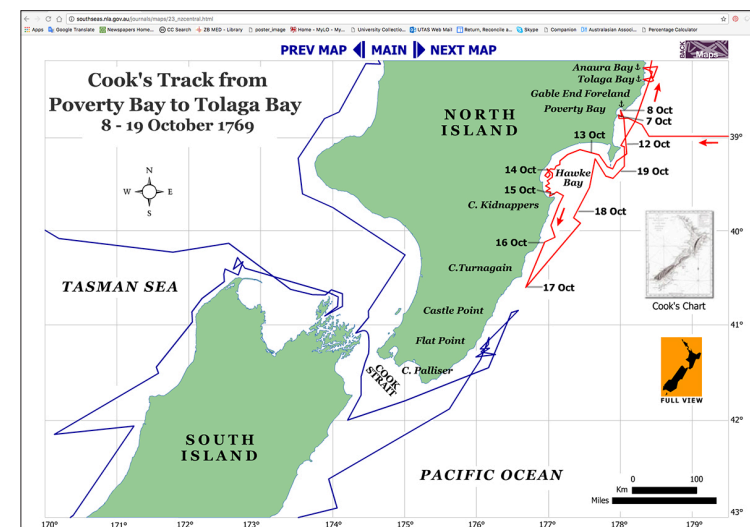 southseas.nla.gov.au/journals/maps/23_nzcentral.html
Apps Google Translate Newspapers Home... CC Search ZB MED - Library poster_image Home - MyLO - My... University Collectio... UTAS Web Mail Return, Reconcile a... Skype Companion Australasian Associ... Percentage Calculator
PREV MAP MAIN NEXT MAP
BACK Maps
Cook's Track from
Poverty Bay to Tolaga Bay
8 - 19 October 1769
Anaura Bay
Tolaga Bay
Gable End Foreland
Poverty Bay
8 Oct
7 Oct
NORTH
ISLAND
13 Oct
12 Oct
39°
14 Oct
Hawke
Bay
19 Oct
15 Oct
C. Kidnappers
18 Oct
N
W E
S
40°
16 Oct
C.Turnagain
17 Oct
TASMAN SEA
Cook's Chart
Castle Point
41°
Flat Point
C. Palliser
COOK
STRAIT
FULL VIEW
42°
SOUTH
ISLAND
PACIFIC OCEAN
0 100
Km
Miles
43°
170° 171° 172° 173° 174° 175° 176° 177° 178° 179°